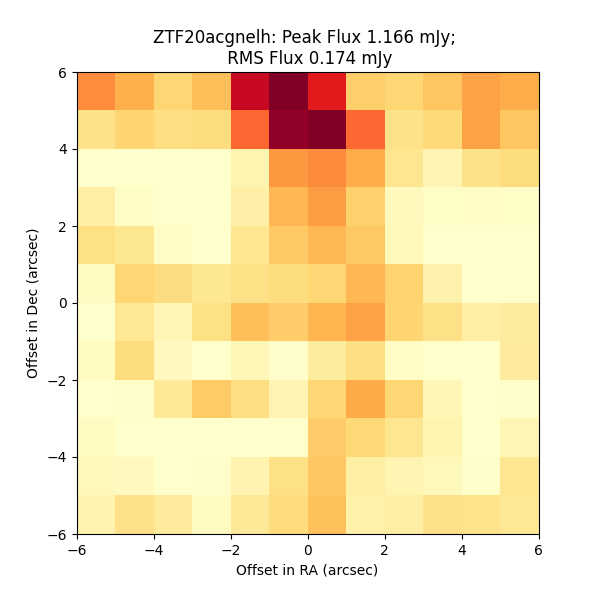 ZTF20acgnelh: Peak Flux 1.166 mJy;
RMS Flux 0.174 mJy
6
4
2
0
−2
−4
−6
Offset in Dec (arcsec)
−6 −4 −2 0 2 4 6
Offset in RA (arcsec)